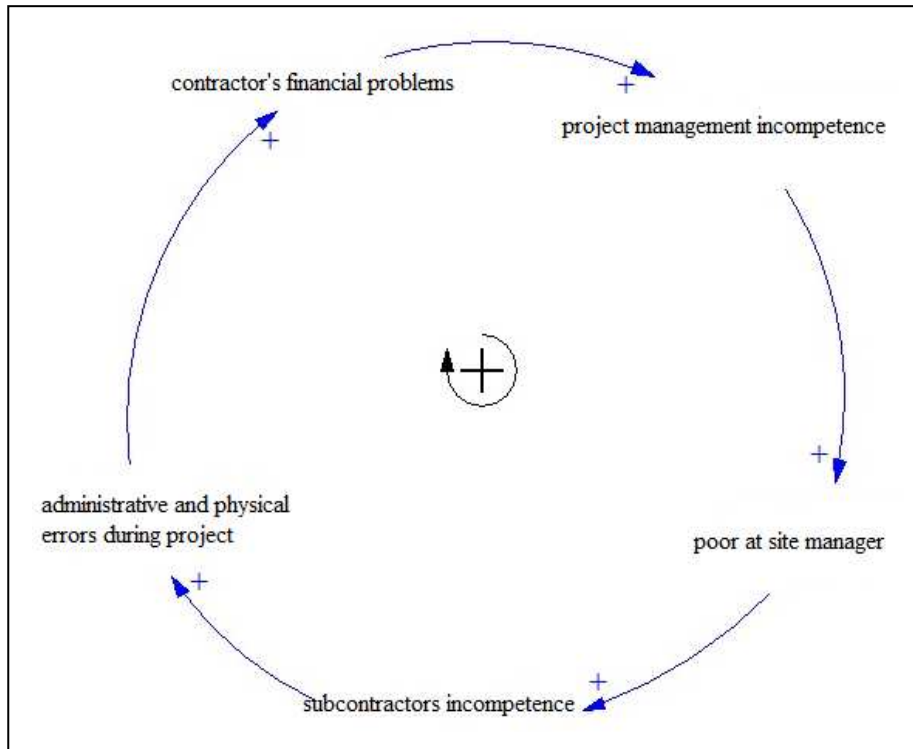 contractor's financial problems
+
+
project management incompetence
+
poor at site manager
+
subcontractors incompetence
+
administrative and physical
errors during project
+